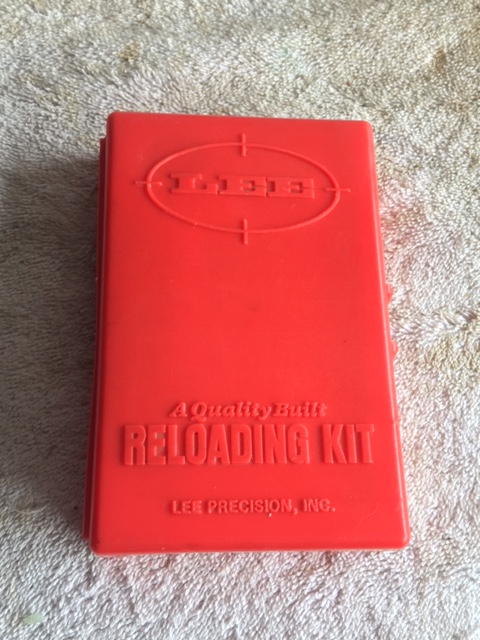 LEE
A Quality Built
RELOADING KIT
LEE PRECISION, INC.